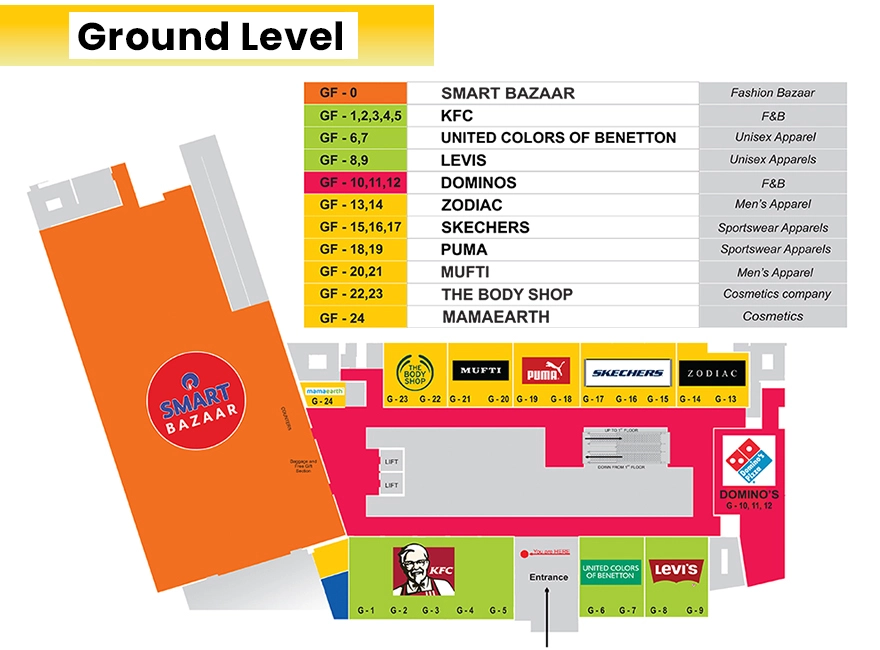 Ground Level
GF - 0 SMART BAZAAR Fashion Bazaar
GF - 1,2,3,4,5 KFC F&B
GF - 6,7 UNITED COLORS OF BENETTON Unisex Apparel
GF - 8,9 LEVIS Unisex Apparels
GF - 10,11,12 DOMINOS F&B
GF - 13,14 ZODIAC Men's Apparel
GF - 15,16,17 SKECHERS Sportswear Apparels
GF - 18,19 PUMA Sportswear Apparels
GF - 20,21 MUFTI Men's Apparel
GF - 22,23 THE BODY SHOP Cosmetics company
GF - 24 MAMAEARTH Cosmetics
THE
BODY
SHOP
MUFTI
PUMA
SKECHERS
ZODIAC
mamaearth
G - 24
G - 23 G - 22 G - 21 G - 20 G - 19 G - 18 G - 17 G - 16 G - 15 G - 14 G - 13
SMART
BAZAAR
COUNTERS
Baggage and
Free Gift
Section
LIFT
LIFT
UP TO 1ST FLOOR
DOWN FROM 1ST FLOOR
Domino's
Pizza
DOMINO'S
G - 10, 11, 12
KFC
You are HERE
Entrance
UNITED COLORS
OF BENETTON
LEVI'S
G - 1 G - 2 G - 3 G - 4 G - 5 G - 6 G - 7 G - 8 G - 9